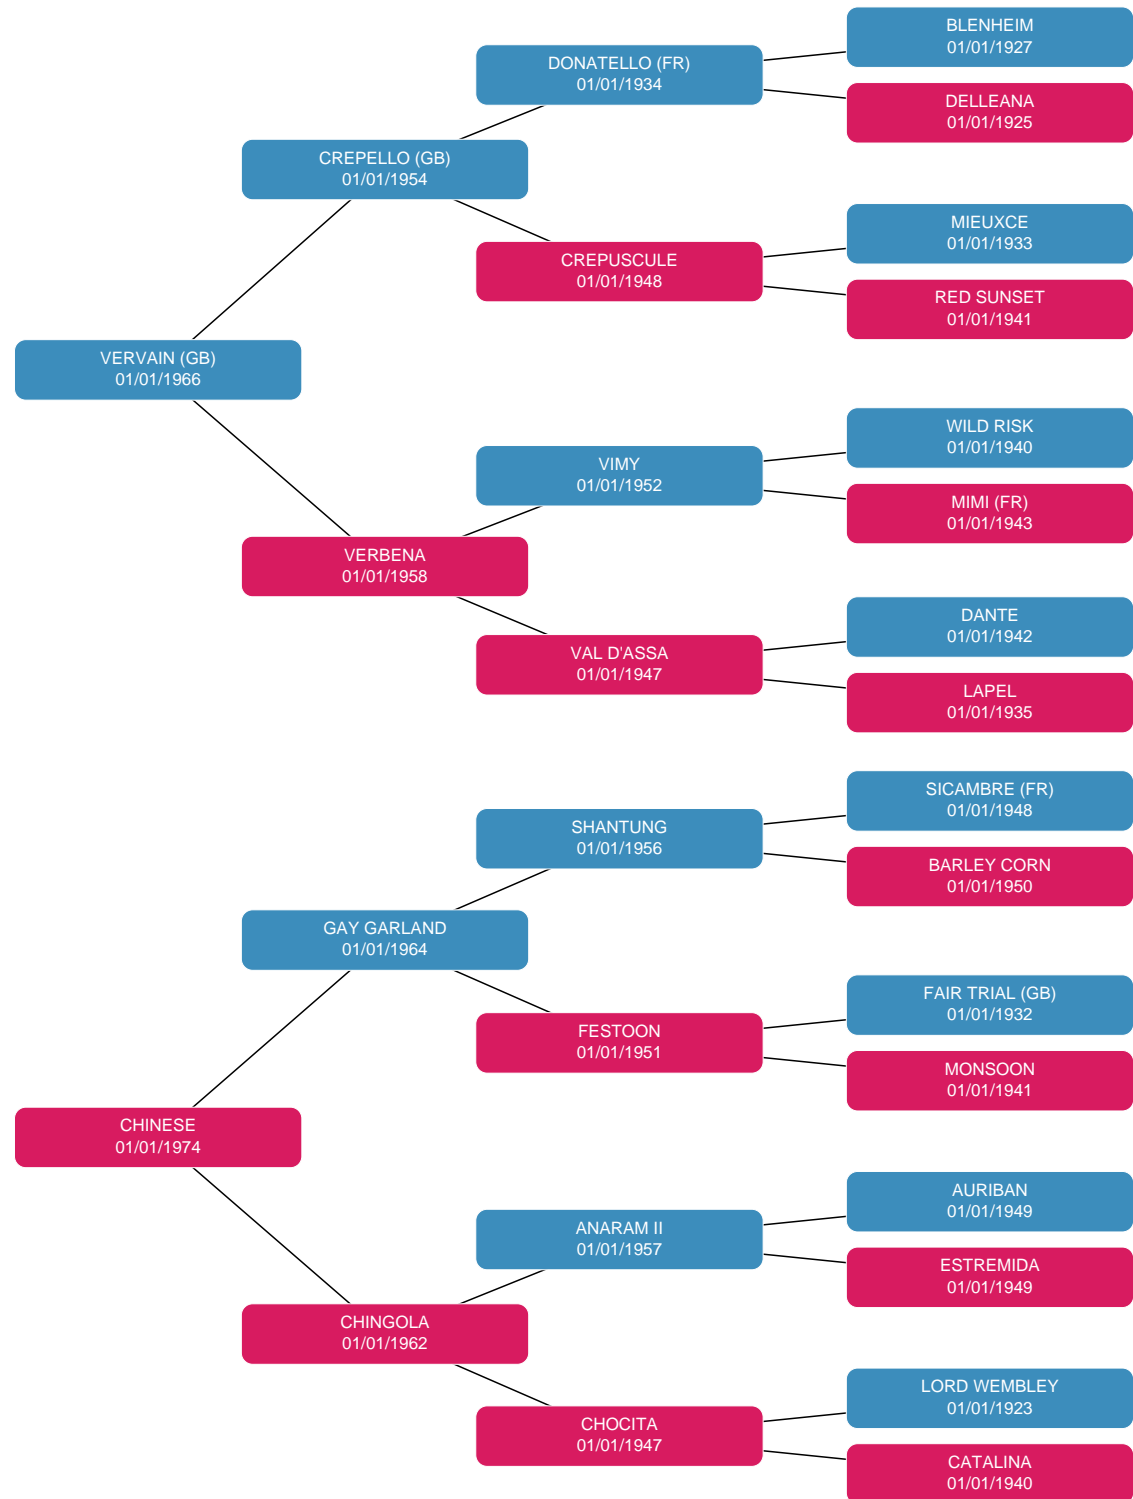 BLENHEIM
01/01/1927
DONATELLO (FR)
01/01/1934
DELLEANA
01/01/1925
CREPELLO (GB)
01/01/1954
MIEUXCE
01/01/1933
CREPUSCULE
01/01/1948
RED SUNSET
01/01/1941
VERVAIN (GB)
01/01/1966
WILD RISK
01/01/1940
VIMY
01/01/1952
MIMI (FR)
01/01/1943
VERBENA
01/01/1958
DANTE
01/01/1942
VAL D'ASSA
01/01/1947
LAPEL
01/01/1935
SICAMBRE (FR)
01/01/1948
SHANTUNG
01/01/1956
BARLEY CORN
01/01/1950
GAY GARLAND
01/01/1964
FAIR TRIAL (GB)
01/01/1932
FESTOON
01/01/1951
MONSOON
01/01/1941
CHINESE
01/01/1974
AURIBAN
01/01/1949
ANARAM II
01/01/1957
ESTREMIDA
01/01/1949
CHINGOLA
01/01/1962
LORD WEMBLEY
01/01/1923
CHOCITA
01/01/1947
CATALINA
01/01/1940